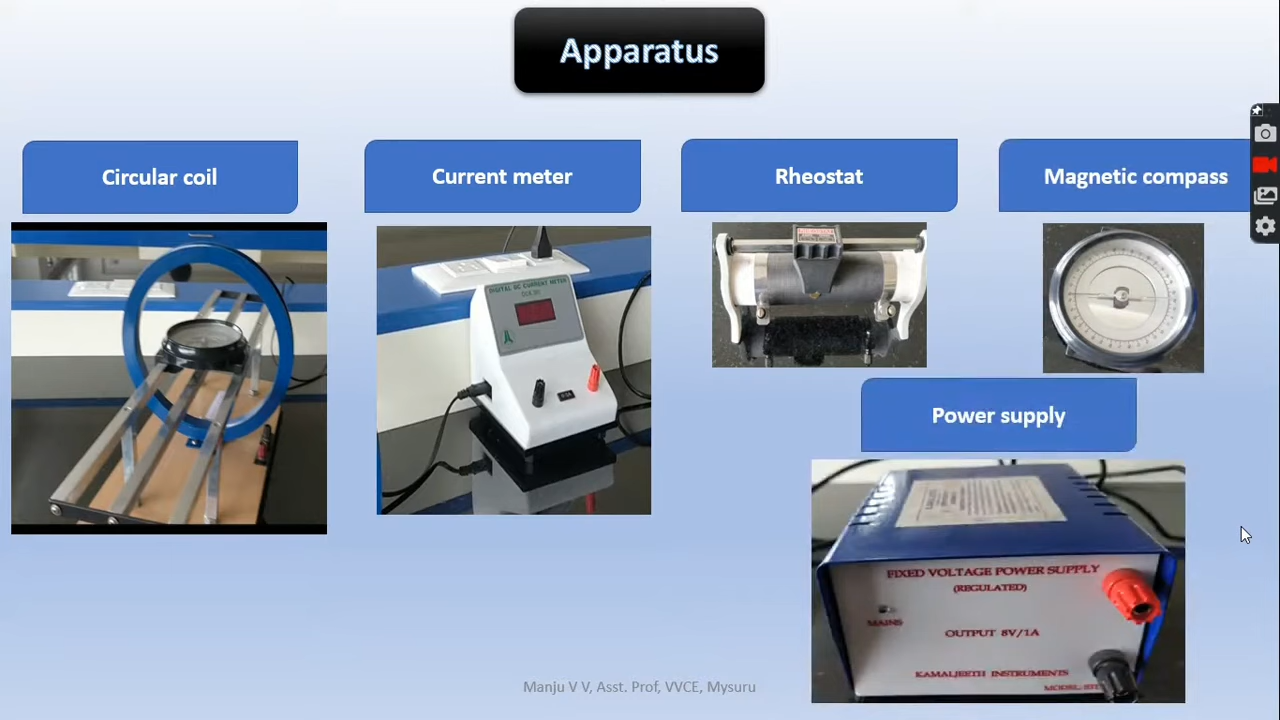 Apparatus
Circular coil
Current meter
Rheostat
Magnetic compass
DIGITAL DC CURRENT METER
Power supply
FIXED VOLTAGE POWER SUPPLY
(REGULATED)
MAINS
OUTPUT 8V/1A
KAMALJEETH INSTRUMENTS
MODEL:
Manju V V, Asst. Prof, VVCE, Mysuru